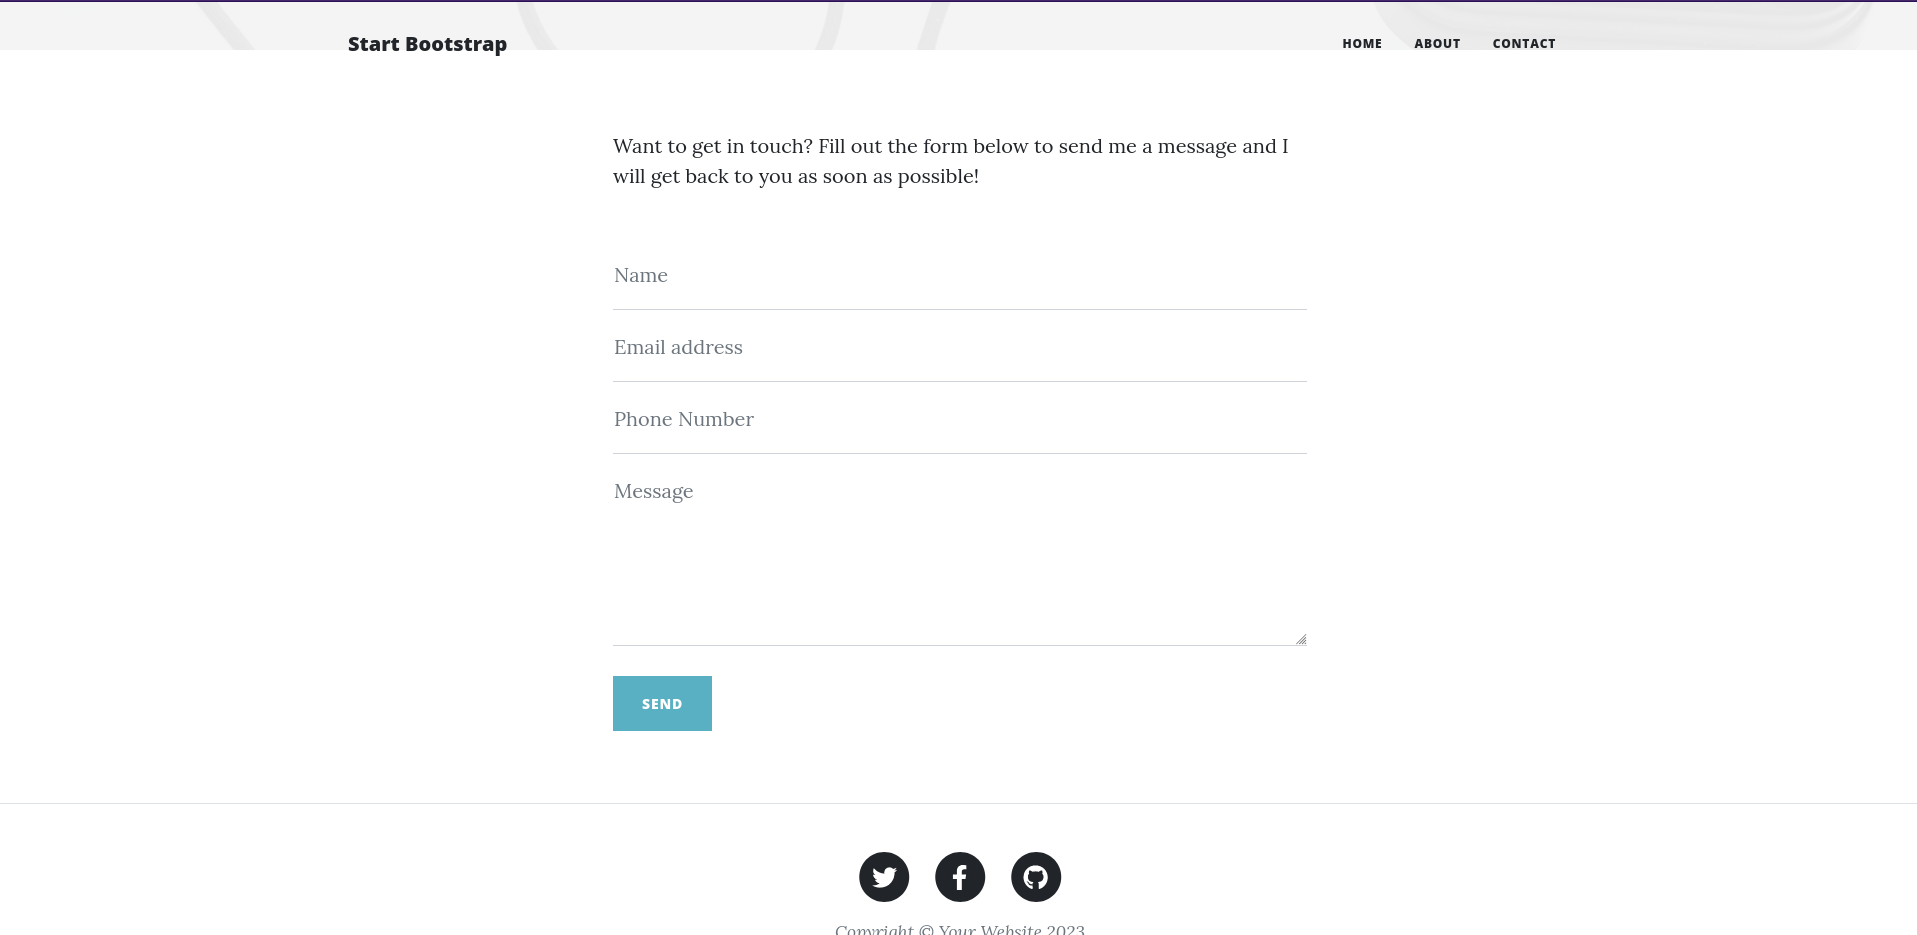 Start Bootstrap
HOME ABOUT CONTACT
Want to get in touch? Fill out the form below to send me a message and I
will get back to you as soon as possible!
Name
Email address
Phone Number
Message
SEND
Copyright © Your Website 2023